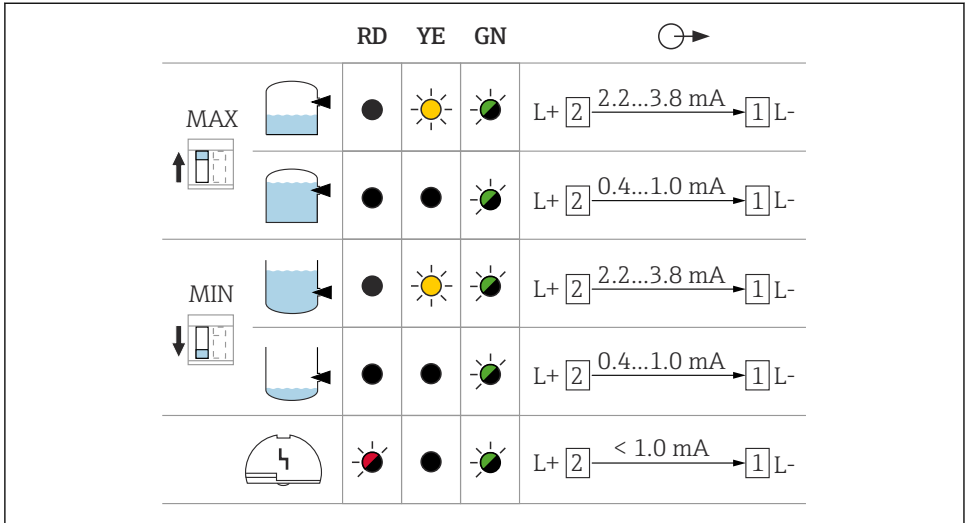 RD YE GN
MAX
L+ 2 2.2...3.8 mA 1 L-
L+ 2 0.4...1.0 mA 1 L-
MIN
L+ 2 2.2...3.8 mA 1 L-
L+ 2 0.4...1.0 mA 1 L-
L+ 2 < 1.0 mA 1 L-